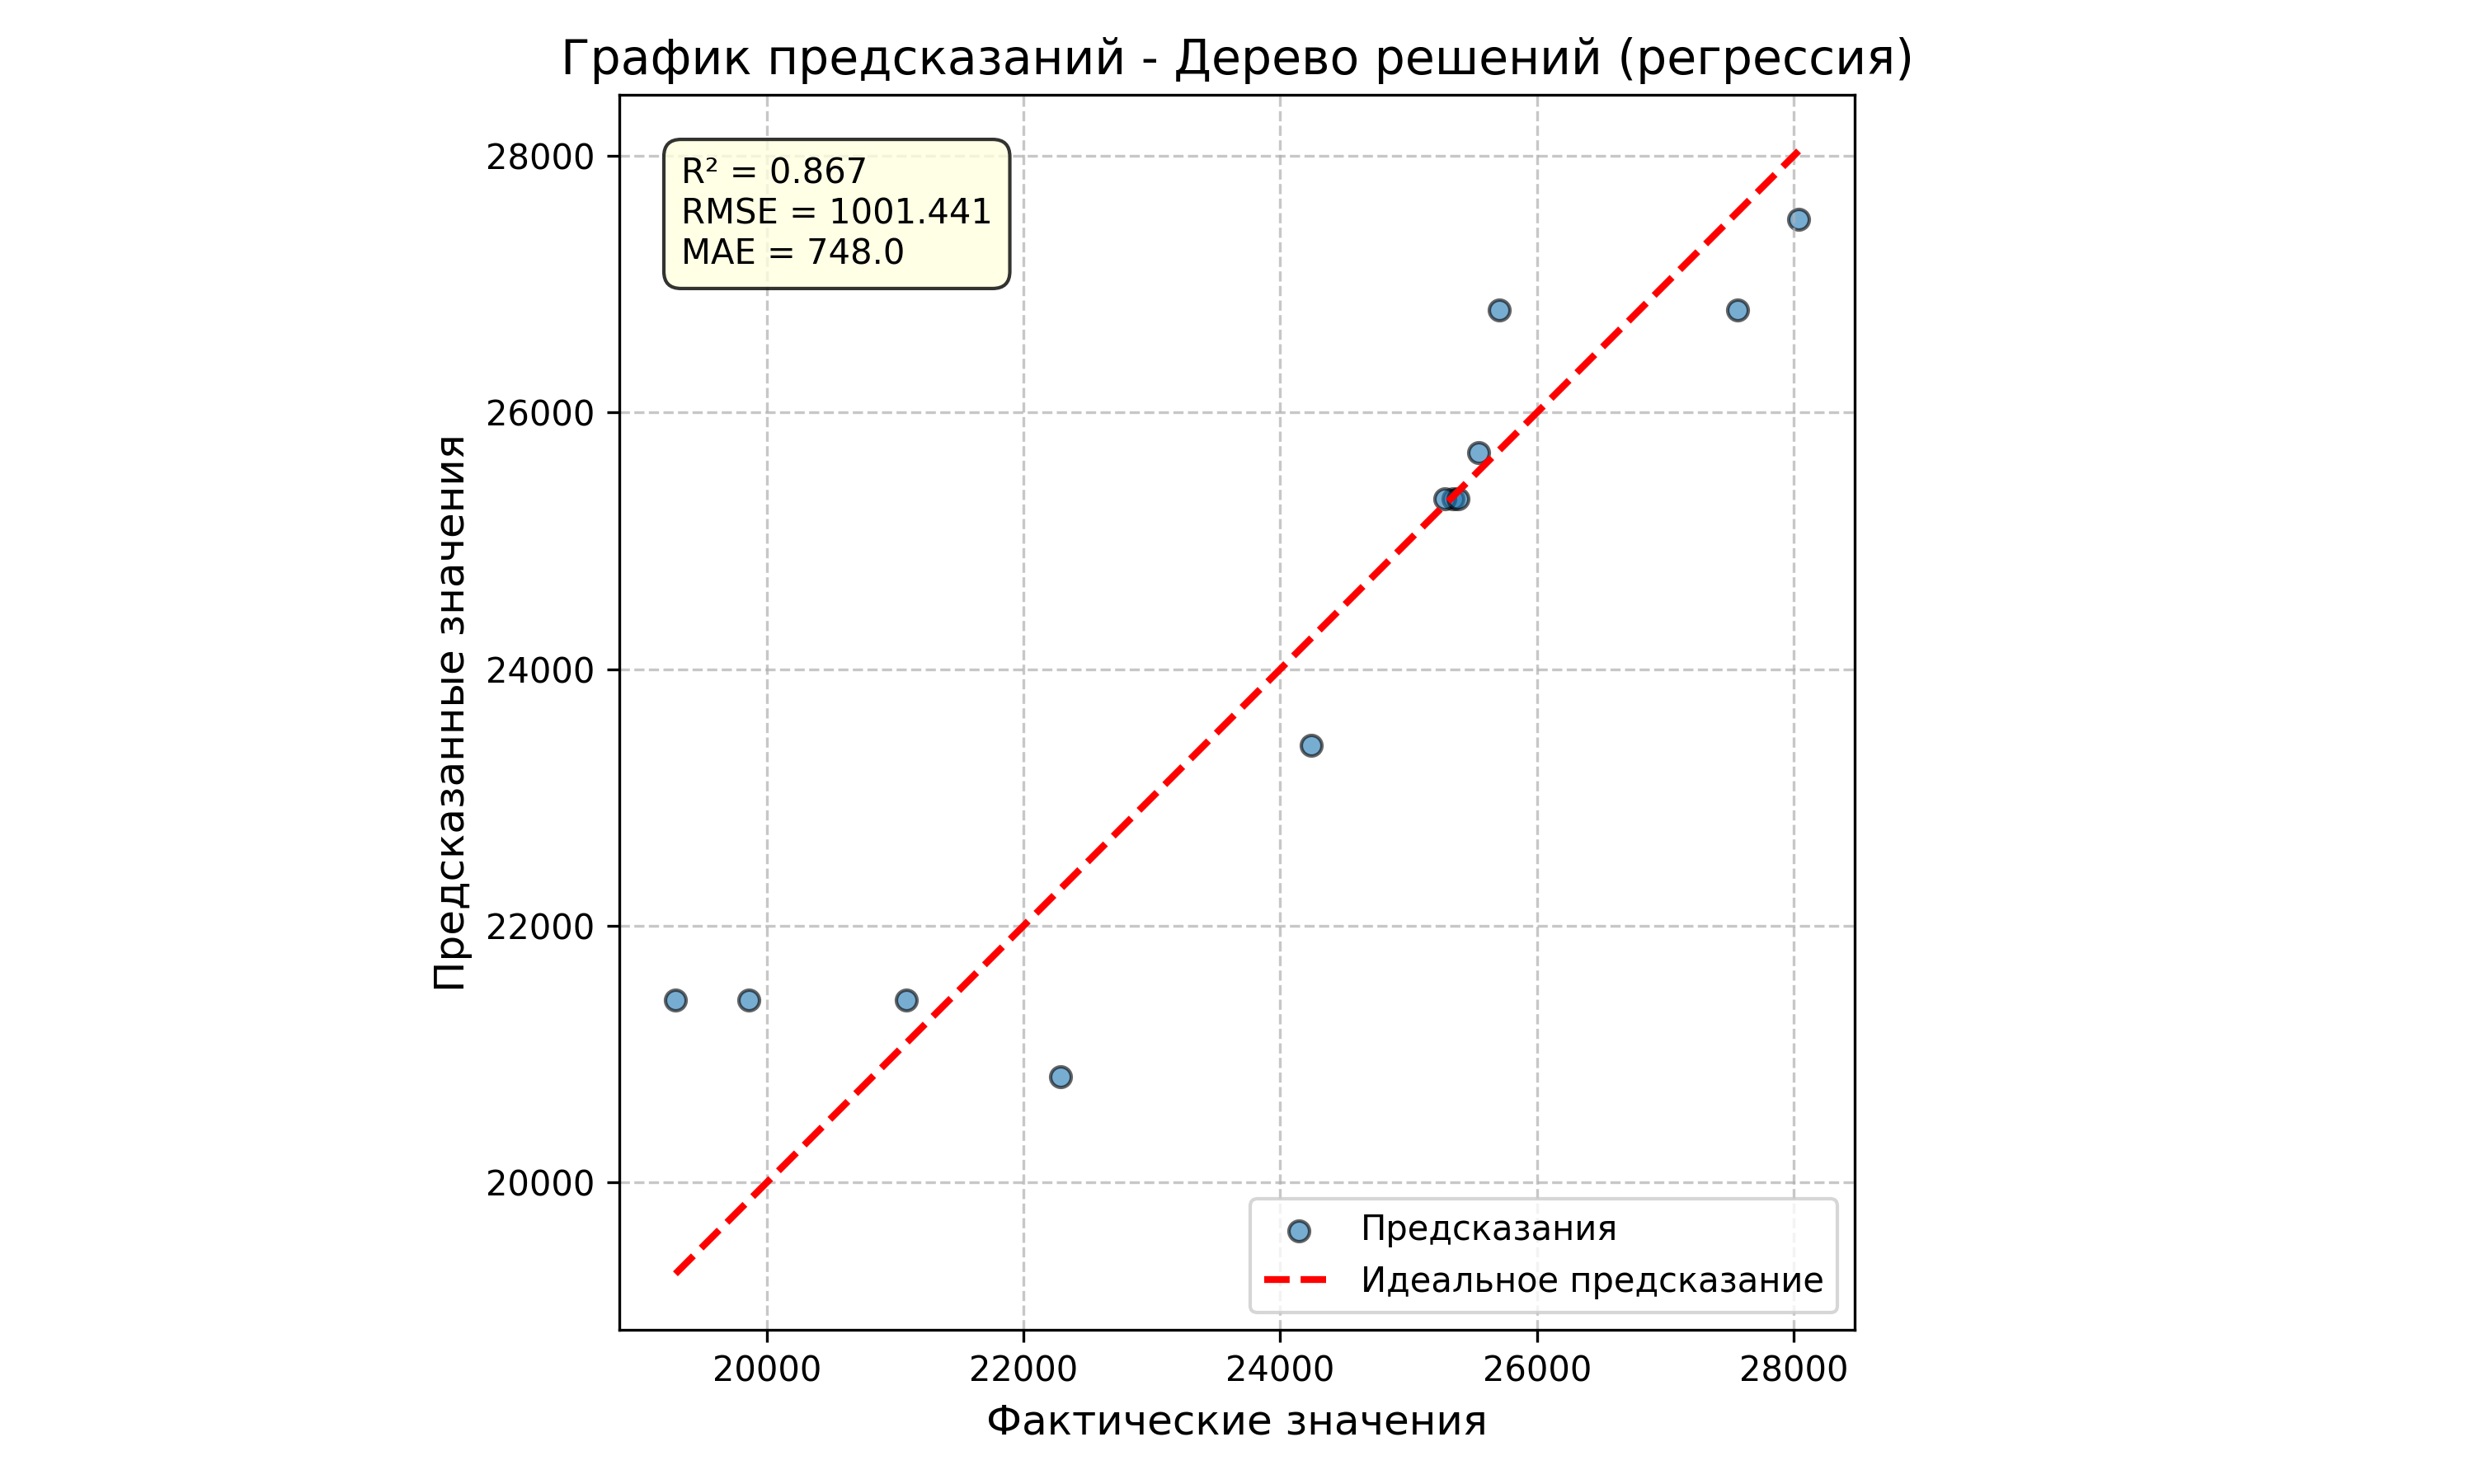 График предсказаний - Дерево решений (регрессия)
R² = 0.867
RMSE = 1001.441
MAE = 748.0
28000
26000
24000
22000
20000
Предсказанные значения
Предсказания
Идеальное предсказание
20000 22000 24000 26000 28000
Фактические значения